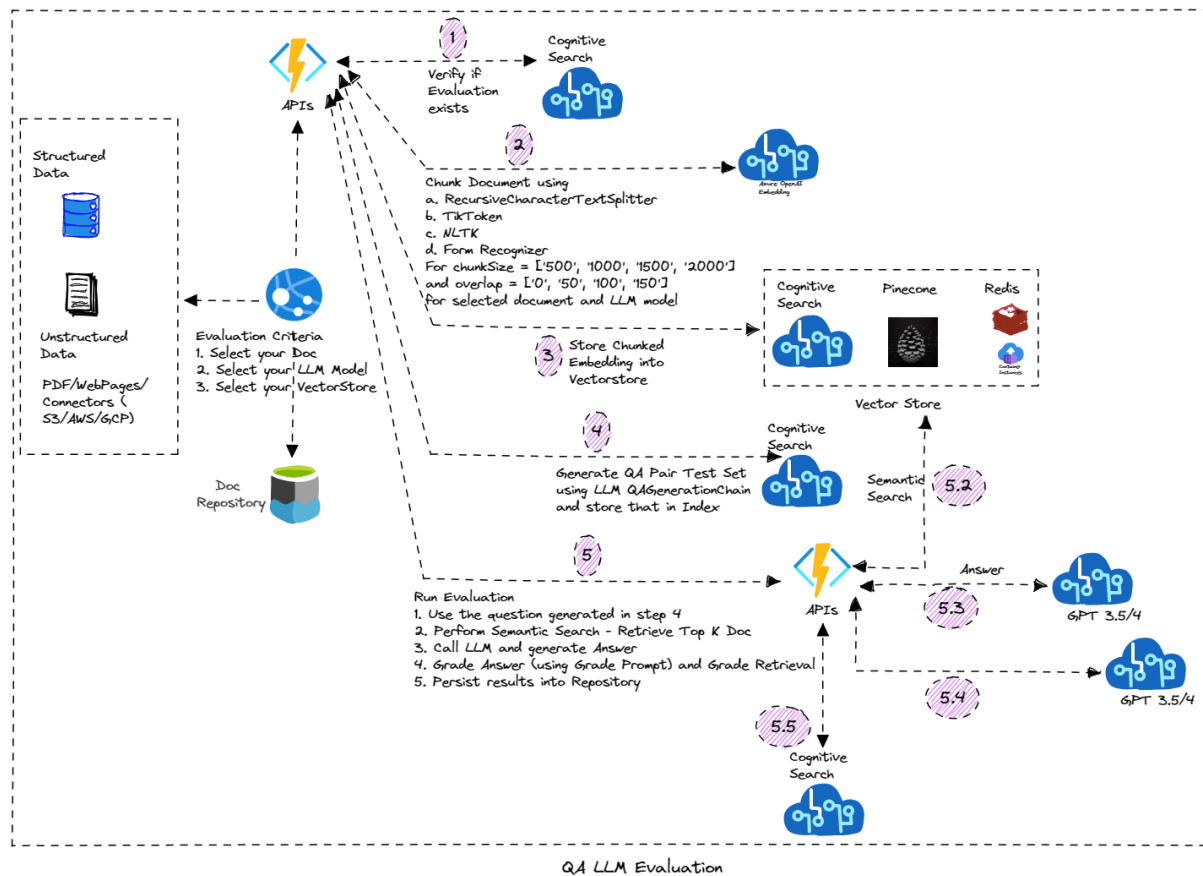 1
Cognitive
Search
Verify if
Evaluation
exists
APIs
2
Azure OpenAI
Embedding
Structured
Data
Chunk Document using
a. RecursiveCharacterTextSplitter
b. TikToken
c. NLTK
d. Form Recognizer
For chunkSize = ['500', '1000', '1500', '2000']
and overlap = ['0', '50', '100', '150']
for selected document and LLM model
Unstructured
Data
PDF/WebPages/
Connectors (
S3/AWS/GCP)
Evaluation Criteria
1. Select your Doc
2. Select your LLM Model
3. Select your VectorStore
Cognitive
Search
Pinecone
Redis
Container
Instances
Vector Store
3
Store Chunked
Embedding into
Vectorstore
4
Cognitive
Search
Generate QA Pair Test Set
using LLM QAGenerationChain
and store that in Index
Doc
Repository
Semantic
Search
5.2
5
Run Evaluation
1. Use the question generated in step 4
2. Perform Semantic Search - Retrieve Top K Doc
3. Call LLM and generate Answer
4. Grade Answer (using Grade Prompt) and Grade Retrieval
5. Persist results into Repository
APIs
Answer
5.3
GPT 3.5/4
5.4
GPT 3.5/4
5.5
Cognitive
Search
QA LLM Evaluation